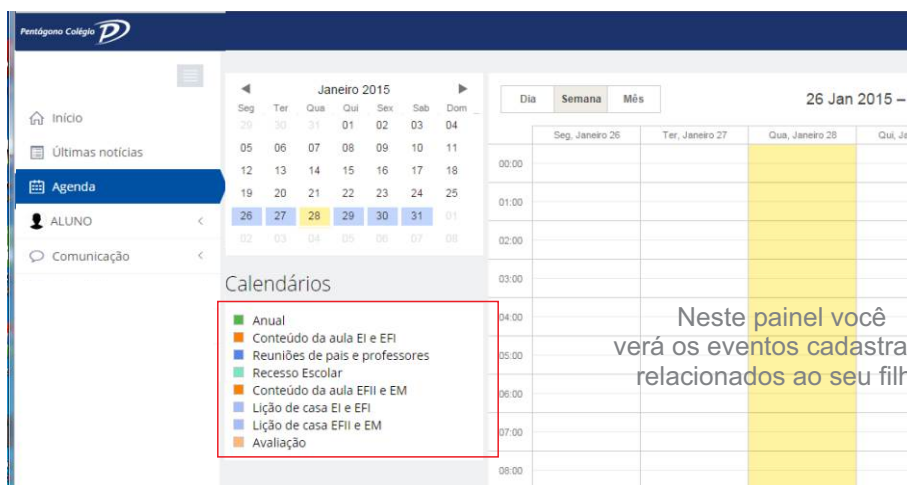 Pentágono Colégio
Início
Últimas notícias
Agenda
ALUNO
Comunicação
Janeiro 2015
Seg Ter Qua Qui Sex Sab Dom
29 30 31 01 02 03 04
05 06 07 08 09 10 11
12 13 14 15 16 17 18
19 20 21 22 23 24 25
26 27 28 29 30 31 01
02 03 04 05 06 07 08
Calendários
Anual
Conteúdo da aula EI e EFI
Reuniões de pais e professores
Recesso Escolar
Conteúdo da aula EFII e EM
Lição de casa EI e EFI
Lição de casa EFII e EM
Avaliação
Dia Semana Mês
26 Jan 2015 –
Seg, Janeiro 26 Ter, Janeiro 27 Qua, Janeiro 28 Qui, Ja
00:00
01:00
02:00
03:00
04:00
05:00
06:00
07:00
08:00
Neste painel você
verá os eventos cadastra
relacionados ao seu filh